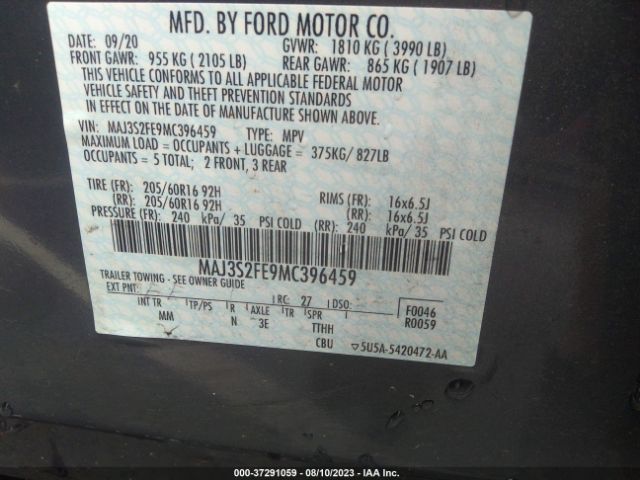 MFD. BY FORD MOTOR CO.
DATE: 09/20 GVWR: 1810 KG ( 3990 LB)
FRONT GAWR: 955 KG ( 2105 LB) REAR GAWR: 865 KG ( 1907 LB)
THIS VEHICLE CONFORMS TO ALL APPLICABLE FEDERAL MOTOR
VEHICLE SAFETY AND THEFT PREVENTION STANDARDS
IN EFFECT ON THE DATE OF MANUFACTURE SHOWN ABOVE.
VIN: MAJ3S2FE9MC396459 TYPE: MPV
MAXIMUM LOAD = OCCUPANTS + LUGGAGE = 375KG/ 827LB
OCCUPANTS = 5 TOTAL; 2 FRONT, 3 REAR
TIRE (FR): 205/60R16 92H RIMS (FR): 16x6.5J
(RR): 205/60R16 92H (RR): 16x6.5J
PRESSURE (FR): 240 kPa/ 35 PSI COLD (RR): 240 kPa/ 35 PSI COLD
MAJ3S2FE9MC396459
TRAILER TOWING - SEE OWNER GUIDE
EXT PNT: RC: 27 DSO:
INT TR TP/PS R AXLE TR SPR F0046
MM N 3E TTHH R0059
CBU ▽5U5A-5420472-AA
000-37291059 - 08/10/2023 - IAA Inc.